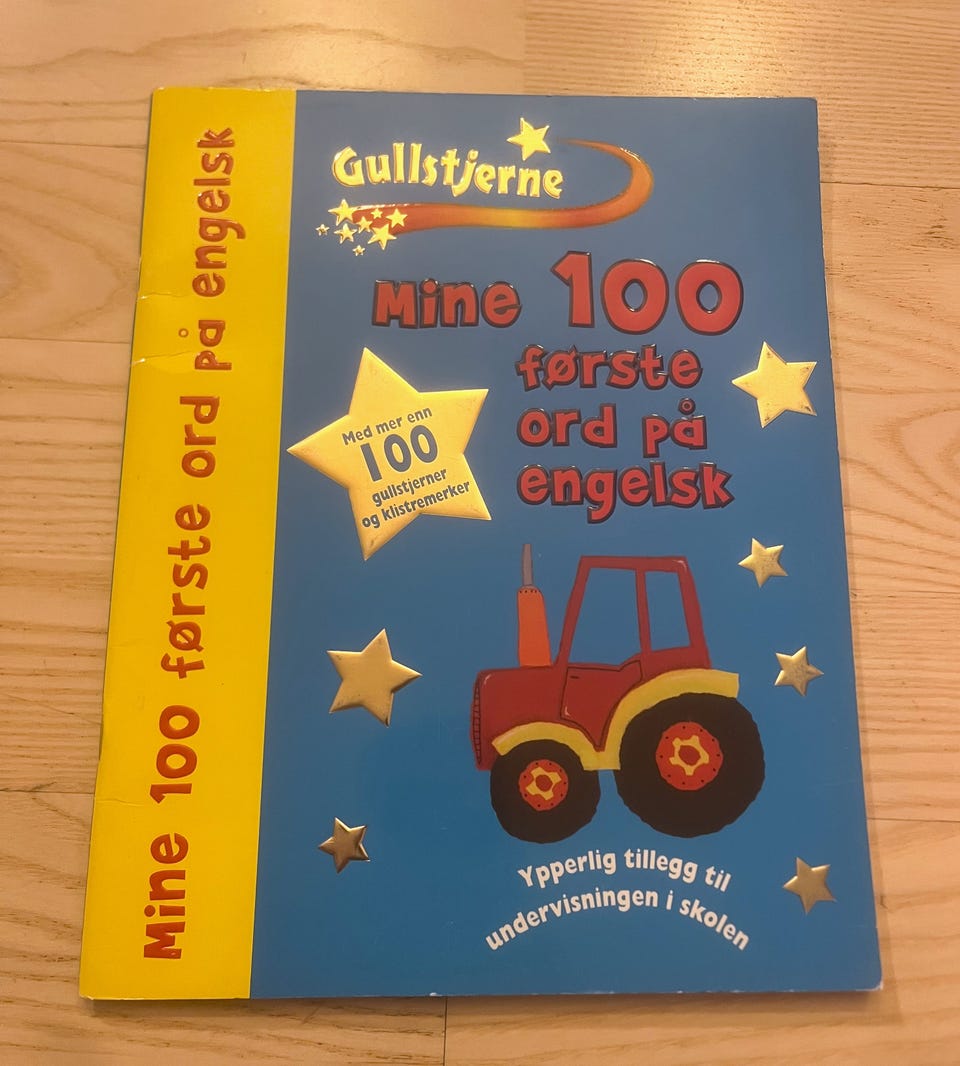 Mine 100 første ord på engelsk
Gullstjerne
Mine 100
første
ord på
engelsk
Med mer enn
100
gullstjerner
og klistremerker
Ypperlig tillegg til
undervisningen i skolen